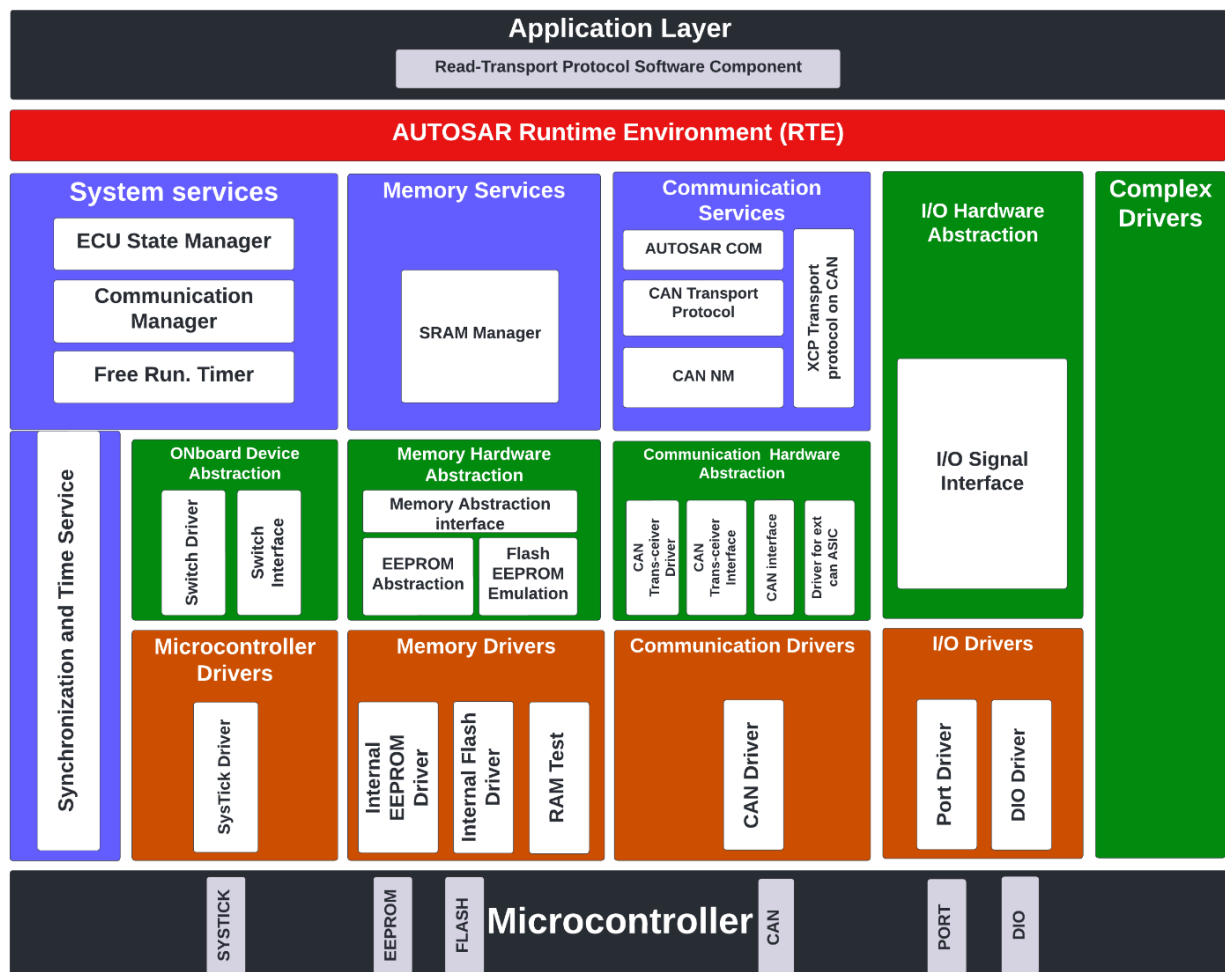 Application Layer
Read-Transport Protocol Software Component
AUTOSAR Runtime Environment (RTE)
System services
ECU State Manager
Communication
Manager
Free Run. Timer
Memory Services
SRAM Manager
Communication
Services
AUTOSAR COM
CAN Transport
Protocol
CAN NM
XCP Transport
protocol on CAN
I/O Hardware
Abstraction
I/O Signal
Interface
Complex
Drivers
Synchronization and Time Service
ONboard Device
Abstraction
Switch Driver
Switch
Interface
Memory Hardware
Abstraction
Memory Abstraction
interface
EEPROM
Abstraction
Flash
EEPROM
Emulation
Communication Hardware
Abstraction
CAN
Trans-ceiver
Driver
CAN
Trans-ceiver
Interface
CAN interface
Driver for ext
can ASIC
Microcontroller
Drivers
SysTick Driver
Memory Drivers
Internal
EEPROM
Driver
Internal Flash
Driver
RAM Test
Communication Drivers
CAN Driver
I/O Drivers
Port Driver
DIO Driver
Microcontroller
SYSTICK
EEPROM
FLASH
CAN
PORT
DIO